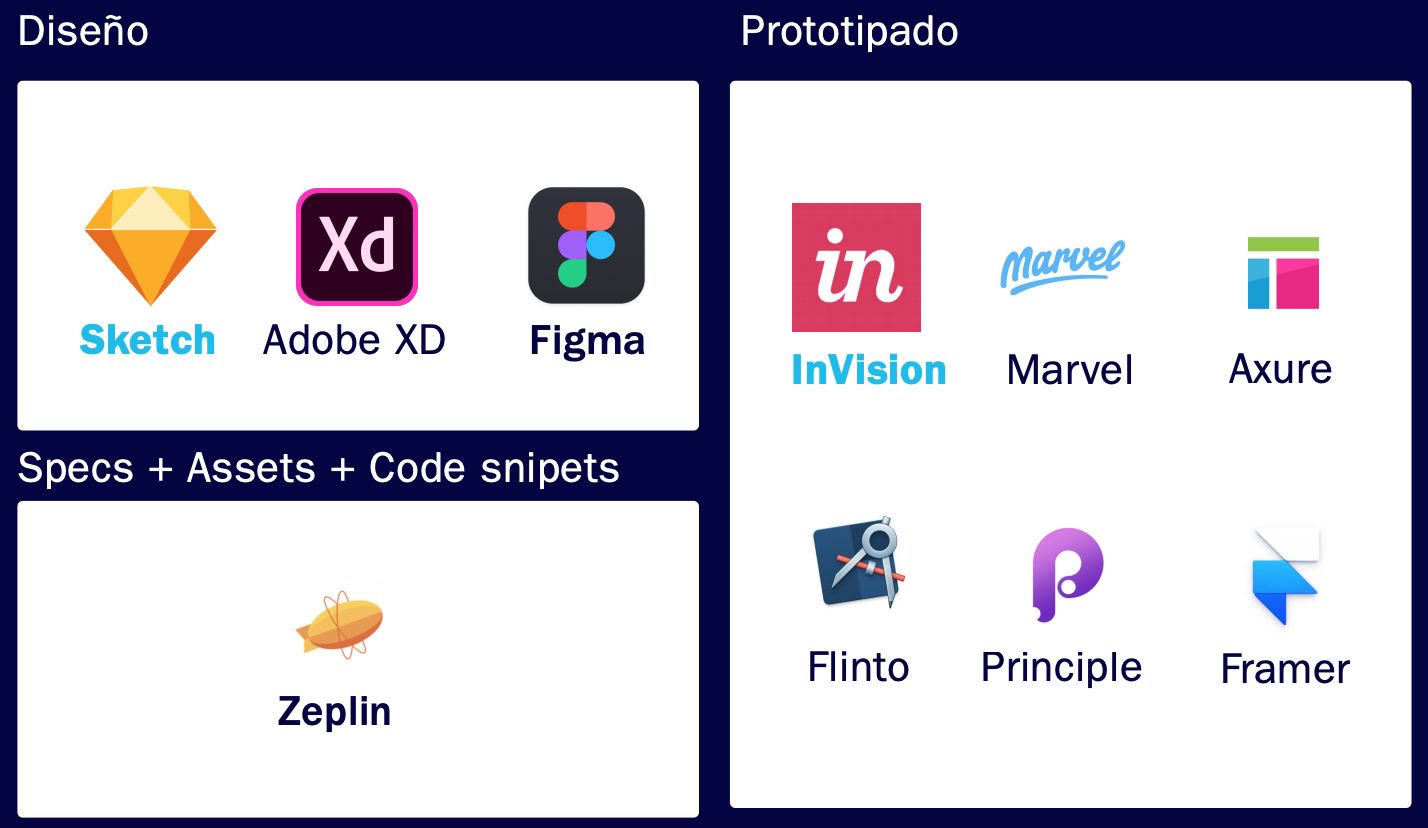 Diseño
Xd
Sketch Adobe XD Figma
Specs + Assets + Code snipets
Zeplin
Prototipado
in Marvel
InVision Marvel Axure
Flinto Principle Framer